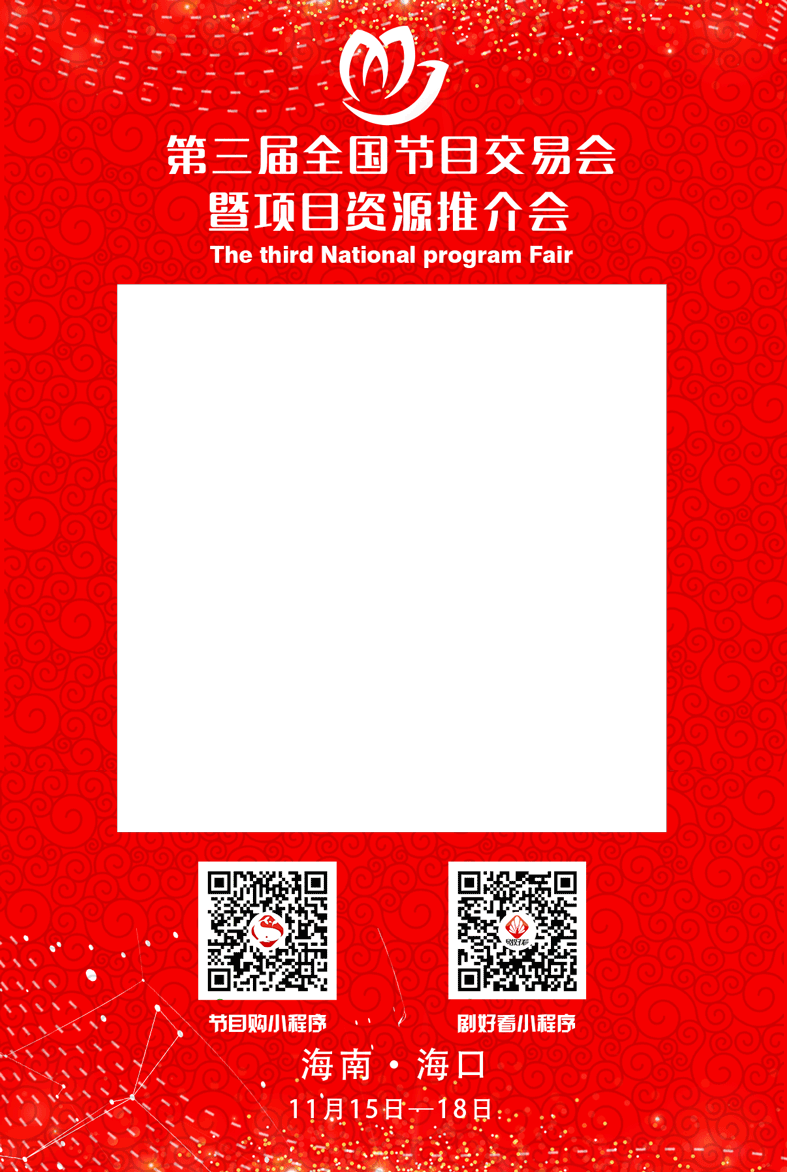 第三届全国节目交易会
暨项目资源推介会
The third National program Fair
节目购小程序
剧好看小程序
海南·海口
11月15日—18日